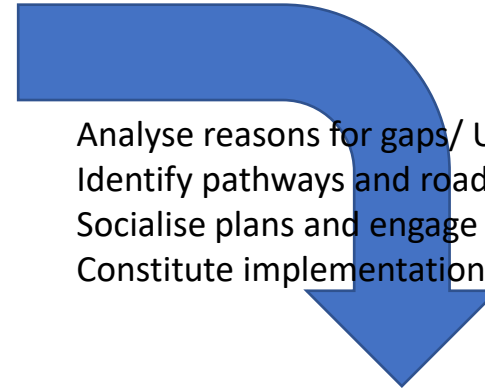 Analyse reasons for gaps/ U
Identify pathways and road
Socialise plans and engage
Constitute implementation